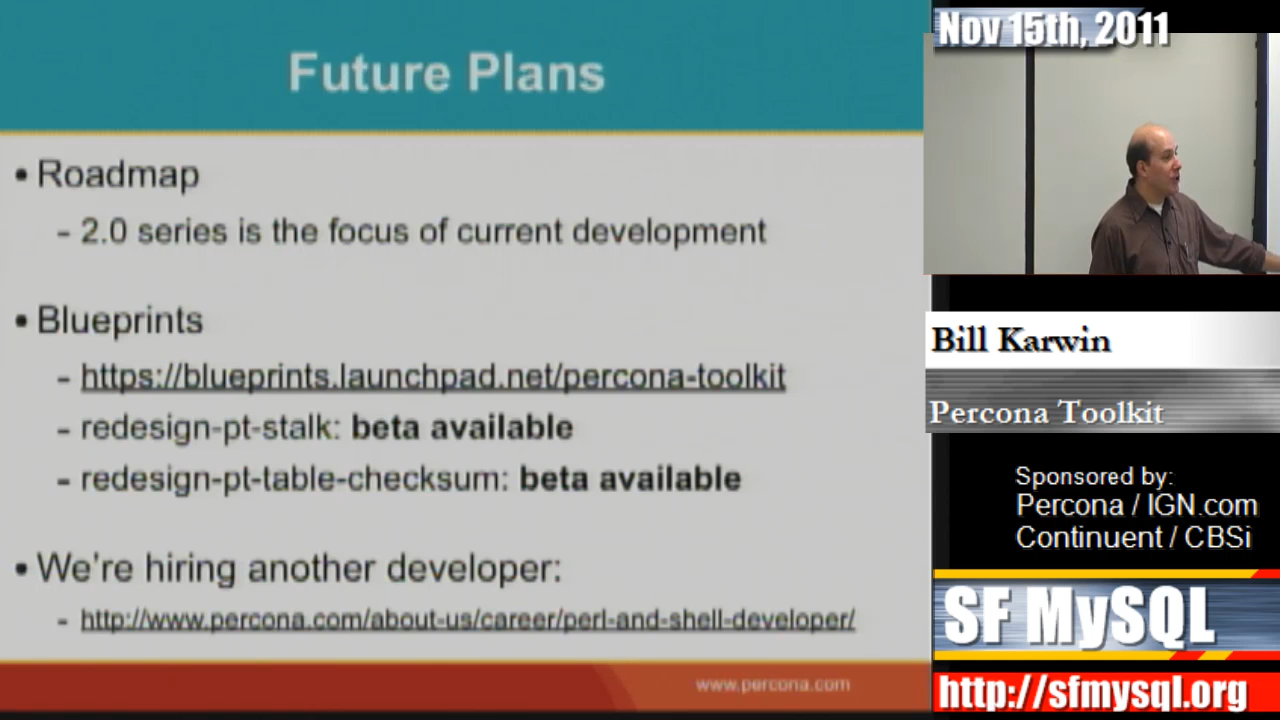 Future Plans
• Roadmap
– 2.0 series is the focus of current development
• Blueprints
– https://blueprints.launchpad.net/percona-toolkit
– redesign-pt-stalk: beta available
– redesign-pt-table-checksum: beta available
• We're hiring another developer:
– http://www.percona.com/about-us/career/perl-and-shell-developer/
www.percona.com
Nov 15th, 2011
Bill Karwin
Percona Toolkit
Sponsored by:
Percona / IGN.com
Continuent / CBSi
SF MySQL
http://sfmysql.org